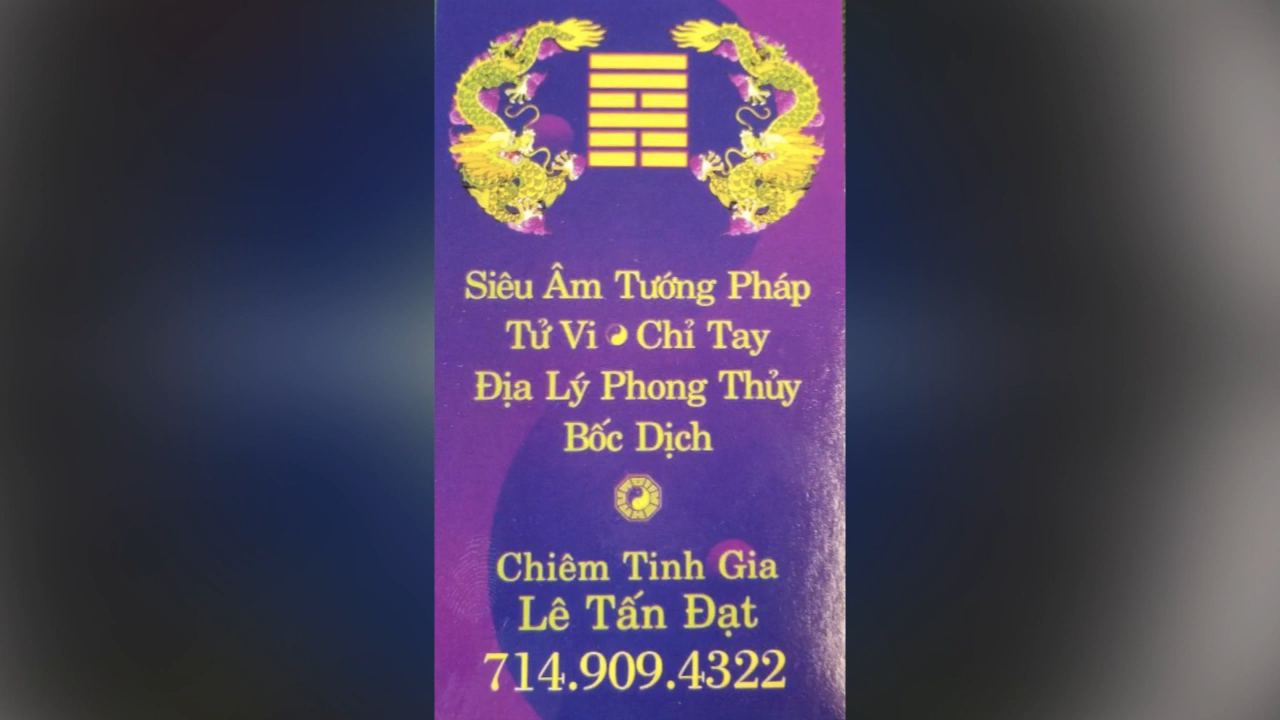 Siêu Âm Tướng Pháp
Tử Vi Chỉ Tay
Địa Lý Phong Thủy
Bốc Dịch
Chiêm Tinh Gia
Lê Tấn Đạt
714.909.4322